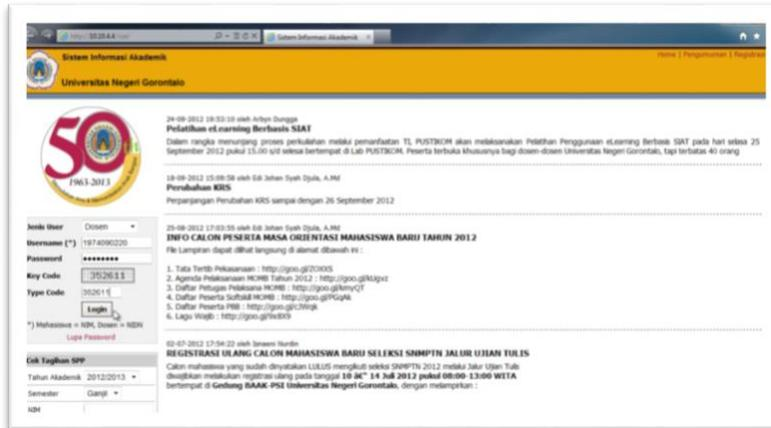 Sistem Informasi Akademik
Sistem Informasi Akademik
Universitas Negeri Gorontalo
Home | Pengumuman | Registrasi
50
1963-2013
Jenis User Dosen
Username (*) 1974090220
Password
Key Code 352611
Type Code 352611
Login
*) Mahasiswa = NIM, Dosen = NIDN
Lupa Password
Cek Tagihan SPP
Tahun Akademik 2012/2013
Semester Ganjil
NIM
24-09-2012 19:53:10 oleh Arbyn Dungga
Pelatihan eLearning Berbasis SIAT
Dalam rangka menunjang proses perkuliahan melalui pemanfaatan TI, PUSTIKOM akan melaksanakan Pelatihan Penggunaan eLearning Berbasis SIAT pada hari selasa 25
September 2012 pukul 15.00 s/d selesai bertempat di Lab PUSTIKOM. Peserta terbuka khususnya bagi dosen-dosen Universitas Negeri Gorontalo, tapi terbatas 40 orang
18-09-2012 15:09:58 oleh Edi Johan Syah Djula, A.Md
Perubahan KRS
Perpanjangan Perubahan KRS sampai dengan 26 September 2012
25-08-2012 17:03:55 oleh Edi Johan Syah Djula, A.Md
INFO CALON PESERTA MASA ORIENTASI MAHASISWA BARU TAHUN 2012
File Lampiran dapat dilihat langsung di alamat dibawah ini :
1. Tata Tertib Pekasanaan : http://goo.gl/
2. Agenda Pelaksanaan MOMB Tahun 2012 : http://goo.gl/
3. Daftar Petugas Pelaksana MOMB : http://goo.gl/kmyQT
4. Daftar Peserta Softskill MOMB : http://goo.gl/PGqAk
5. Daftar Peserta PBB : http://goo.gl/
6. Lagu Wajib : http://goo.gl/
02-07-2012 17:54:22 oleh Isnaeni Nurdin
REGISTRASI ULANG CALON MAHASISWA BARU SELEKSI SNMPTN JALUR UJIAN TULIS
Calon mahasiswa yang sudah dinyatakan LULUS mengikuti seleksi SNMPTN 2012 melalui Jalur Ujian Tulis
diwajibkan melakukan registrasi ulang pada tanggal 10 â€“ 14 Juli 2012 pukul 08:00-13:00 WITA
bertempat di Gedung BAAK-PSI Universitas Negeri Gorontalo, dengan melampirkan :